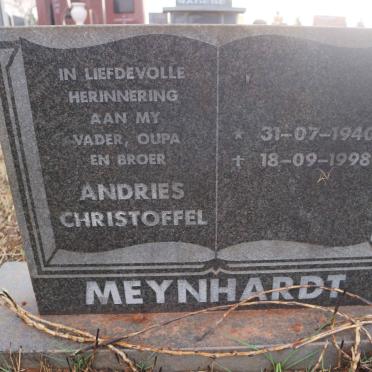 IN LIEFDEVOLLE
HERINNERING
AAN MY
VADER, OUPA
EN BROER
ANDRIES
CHRISTOFFEL
* 31-07-1940
† 18-09-1998
MEYNHARDT